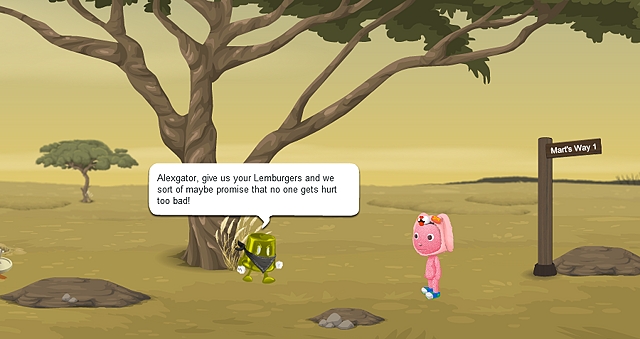 Mart's Way 1
Alexgator, give us your Lemburgers and we
sort of maybe promise that no one gets hurt
too bad!